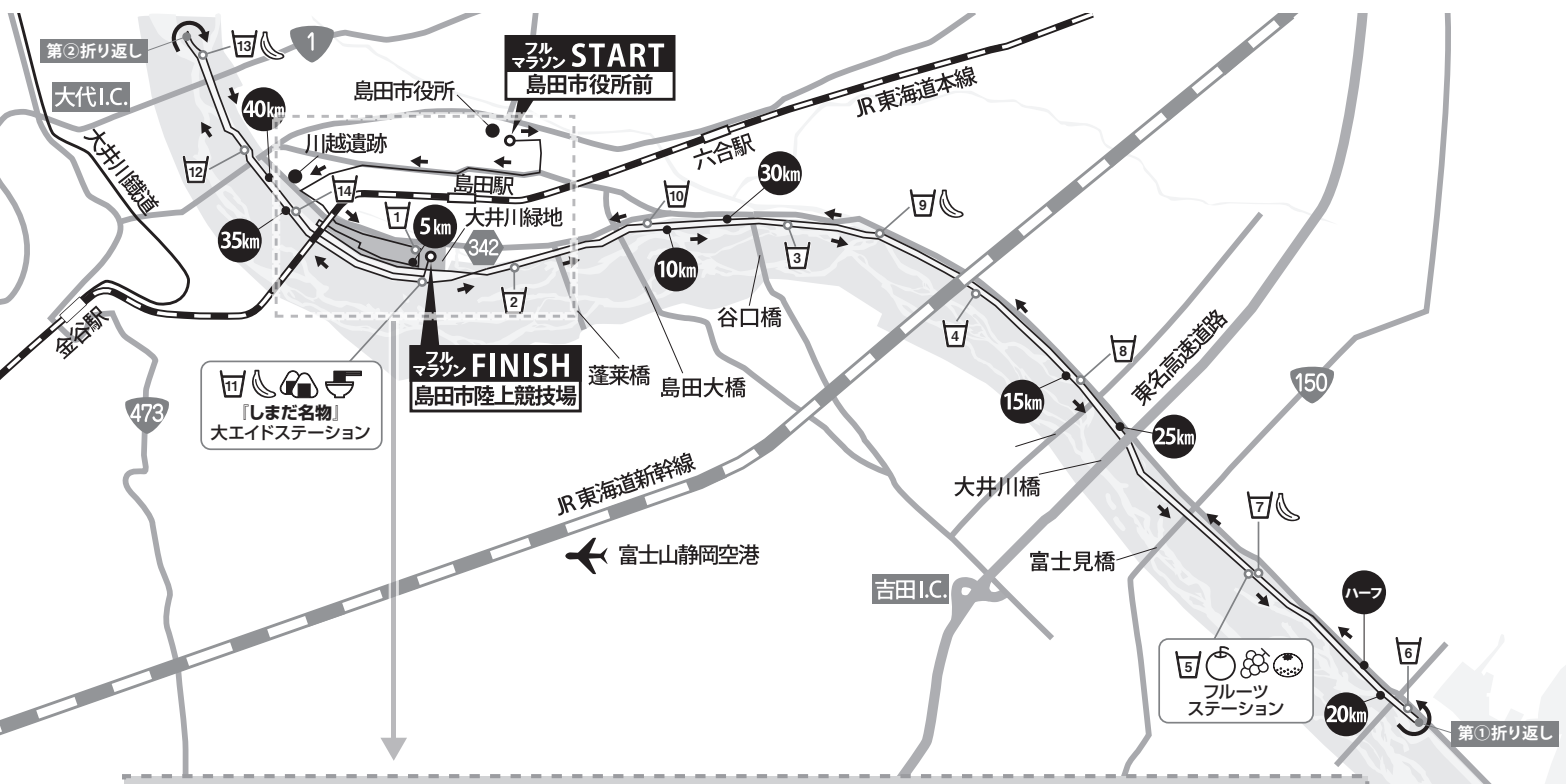 第②折り返し
13
1
フル
マラソン START
島田市役所前
大代I.C.
島田市役所
40km
川越遺跡
JR 東海道本線
六合駅
大井川鐵道
12
14
島田駅
30km
10
9
1
5km
大井川緑地
342
35km
10km
3
2
4
谷口橋
金谷駅
フル
マラソン FINISH
島田市陸上競技場
蓬莱橋
島田大橋
8
東名高速道路
150
15km
25km
473
11
『しまだ名物』
大エイドステーション
JR 東海道新幹線
大井川橋
7
富士山静岡空港
富士見橋
吉田I.C.
ハーフ
5
フルーツ
ステーション
6
20km
第①折り返し